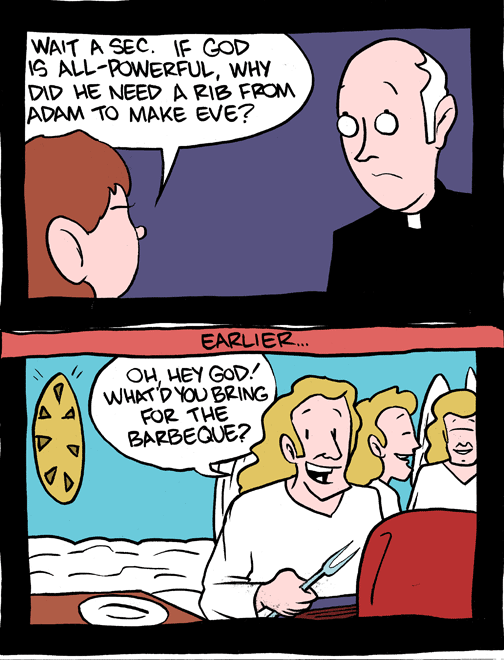 WAIT A SEC. IF GOD
IS ALL-POWERFUL, WHY
DID HE NEED A RIB FROM
ADAM TO MAKE EVE?
EARLIER...
OH, HEY GOD!
WHAT'D YOU BRING
FOR THE
BARBEQUE?